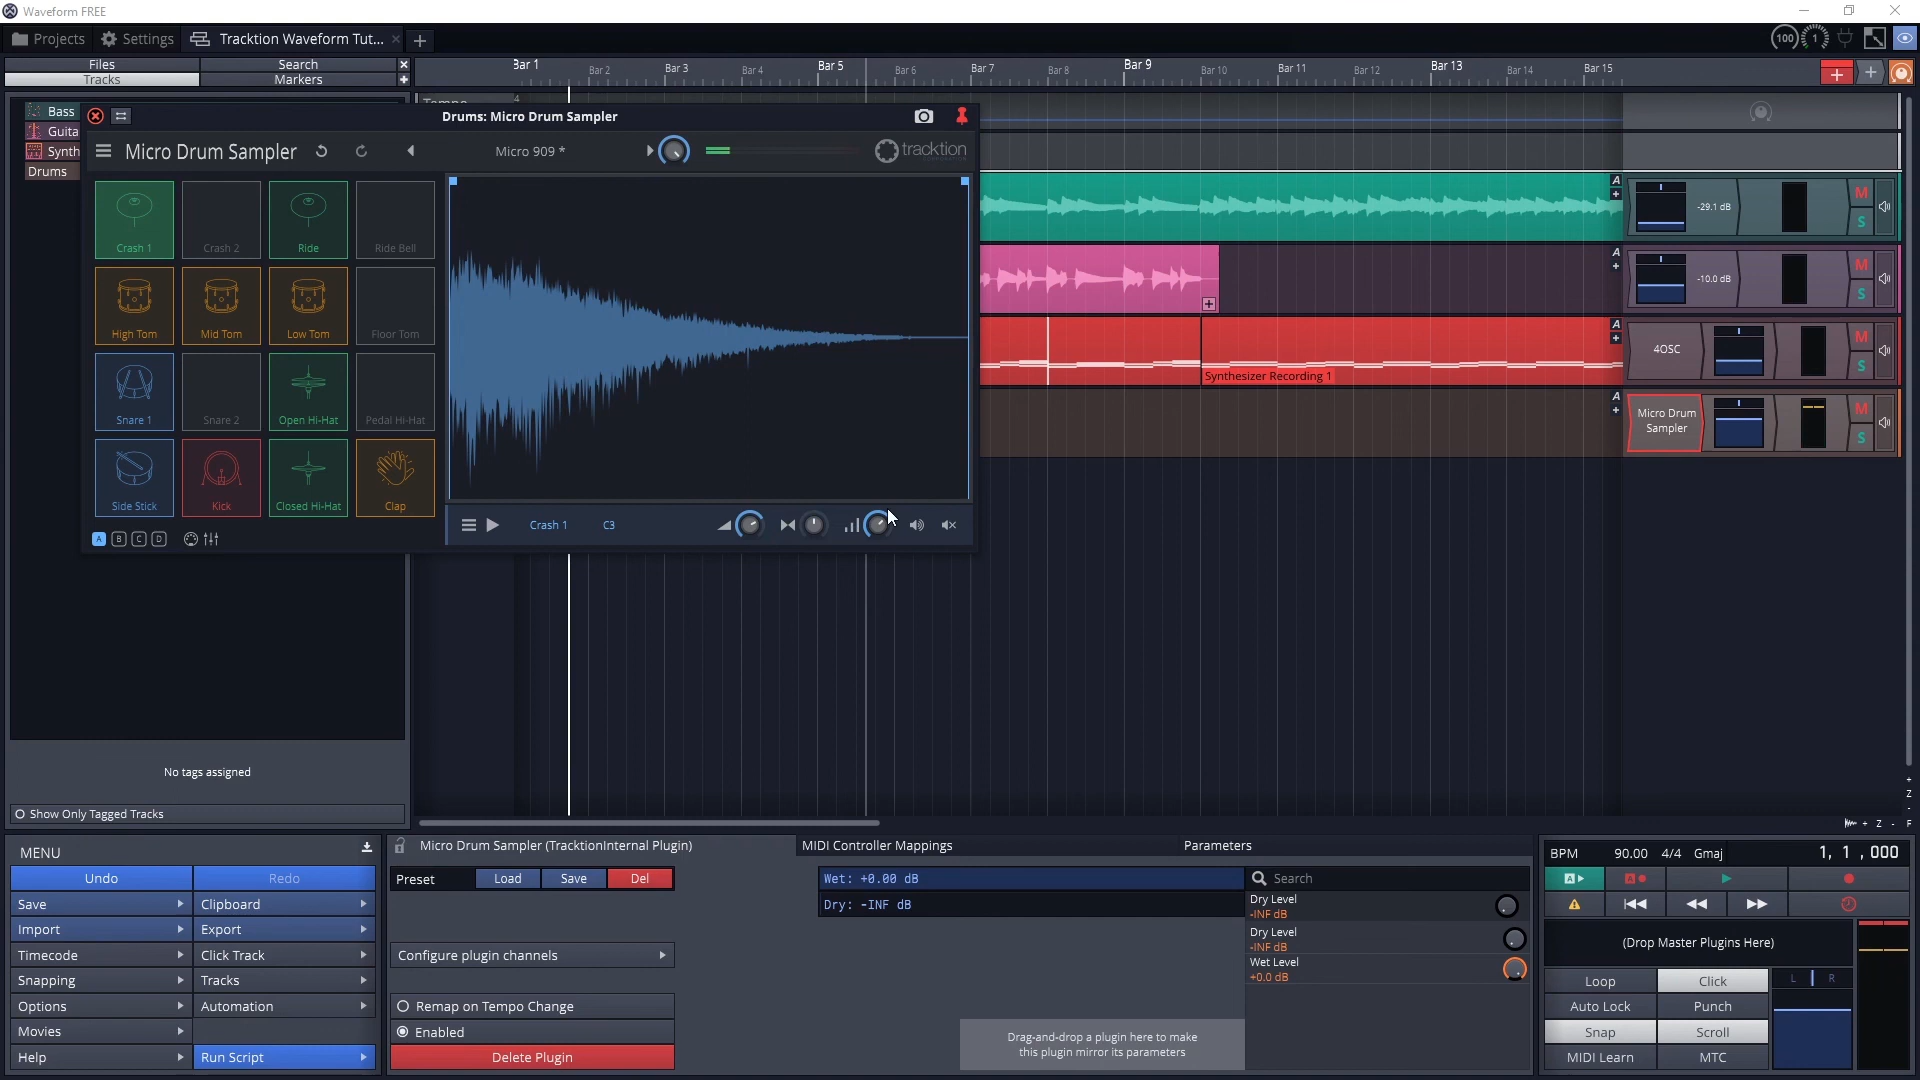 Waveform FREE
Projects
Settings
Tracktion Waveform Tut...
100
1
Files
Search
Tracks
Markers
Bar 1
Bar 2
Bar 3
Bar 4
Bar 5
Bar 6
Bar 7
Bar 8
Bar 9
Bar 10
Bar 11
Bar 12
Bar 13
Bar 14
Bar 15
4
Bass
Guita
Synth
Drums
Drums: Micro Drum Sampler
Micro Drum Sampler
Micro 909 *
tracktion
Crash 1
Crash 2
Ride
Ride Bell
High Tom
Mid Tom
Low Tom
Floor Tom
Snare 1
Snare 2
Open Hi-Hat
Pedal Hi-Hat
Side Stick
Kick
Closed Hi-Hat
Clap
A
B
C
D
Crash 1
C3
A
-29.1 dB
M
S
A
-10.0 dB
M
S
A
4OSC
M
S
Synthesizer Recording 1
A
Micro Drum
Sampler
M
S
No tags assigned
Show Only Tagged Tracks
+
Z
-
+ Z - F
MENU
Undo
Redo
Save
Clipboard
Import
Export
Timecode
Click Track
Snapping
Tracks
Options
Automation
Movies
Help
Run Script
Micro Drum Sampler (TracktionInternal Plugin)
MIDI Controller Mappings
Parameters
Preset
Load
Save
Del
Configure plugin channels
Remap on Tempo Change
Enabled
Delete Plugin
Wet: +0.00 dB
Dry: -INF dB
Drag-and-drop a plugin here to make
this plugin mirror its parameters
Search
Dry Level
-INF dB
Dry Level
-INF dB
Wet Level
+0.0 dB
BPM
90.00
4/4
Gmaj
1, 1 ,000
A
A
(Drop Master Plugins Here)
Loop
Click
Auto Lock
Punch
Snap
Scroll
MIDI Learn
MTC
L
R